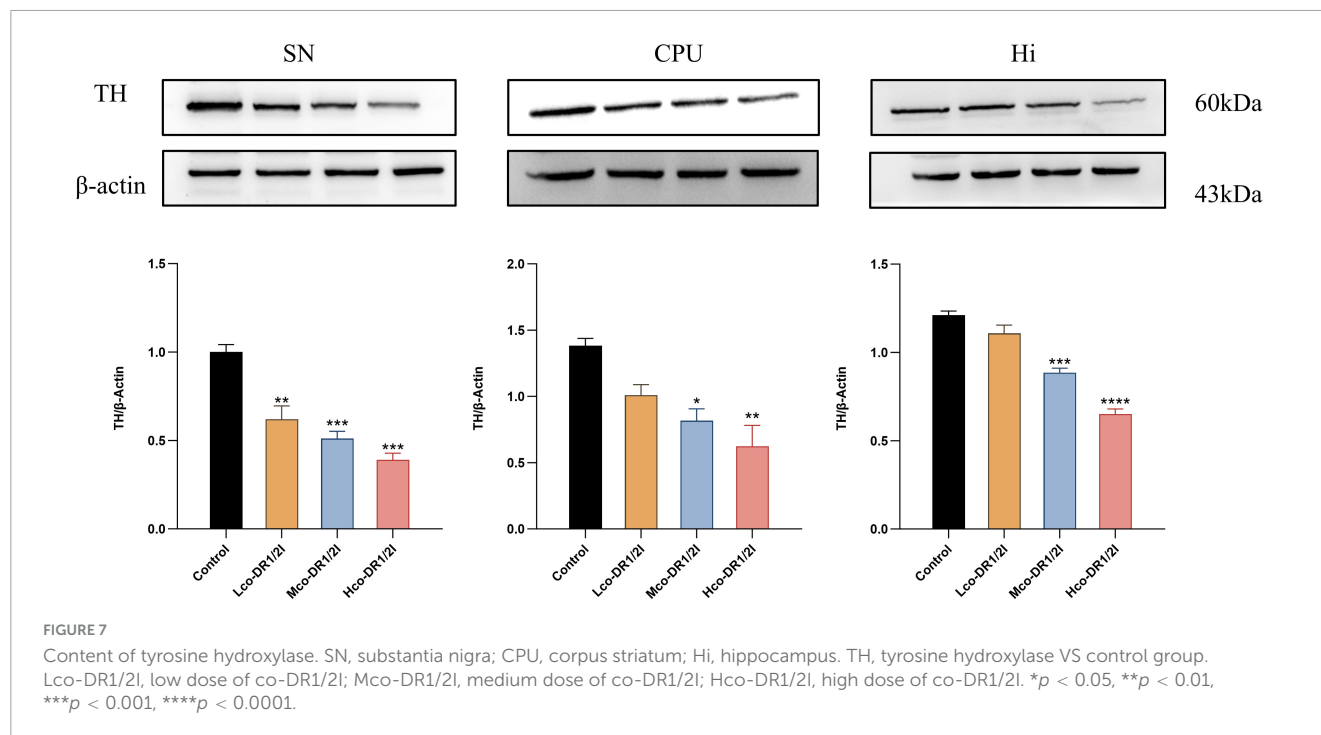 SN CPU Hi
TH 60kDa
β-actin 43kDa
1.5
1.0
0.5
0.0
TH/β-Actin
**
***
***
Control
Lco-DR1/2I
Mco-DR1/2I
Hco-DR1/2I
2.0
1.5
1.0
0.5
0.0
TH/β-Actin
*
**
Control
Lco-DR1/2I
Mco-DR1/2I
Hco-DR1/2I
1.5
1.0
0.5
0.0
TH/β-Actin
***
****
Control
Lco-DR1/2I
Mco-DR1/2I
Hco-DR1/2I
FIGURE 7
Content of tyrosine hydroxylase. SN, substantia nigra; CPU, corpus striatum; Hi, hippocampus. TH, tyrosine hydroxylase VS control group.
Lco-DR1/2I, low dose of co-DR1/2I; Mco-DR1/2I, medium dose of co-DR1/2I; Hco-DR1/2I, high dose of co-DR1/2I. *p < 0.05, **p < 0.01,
***p < 0.001, ****p < 0.0001.